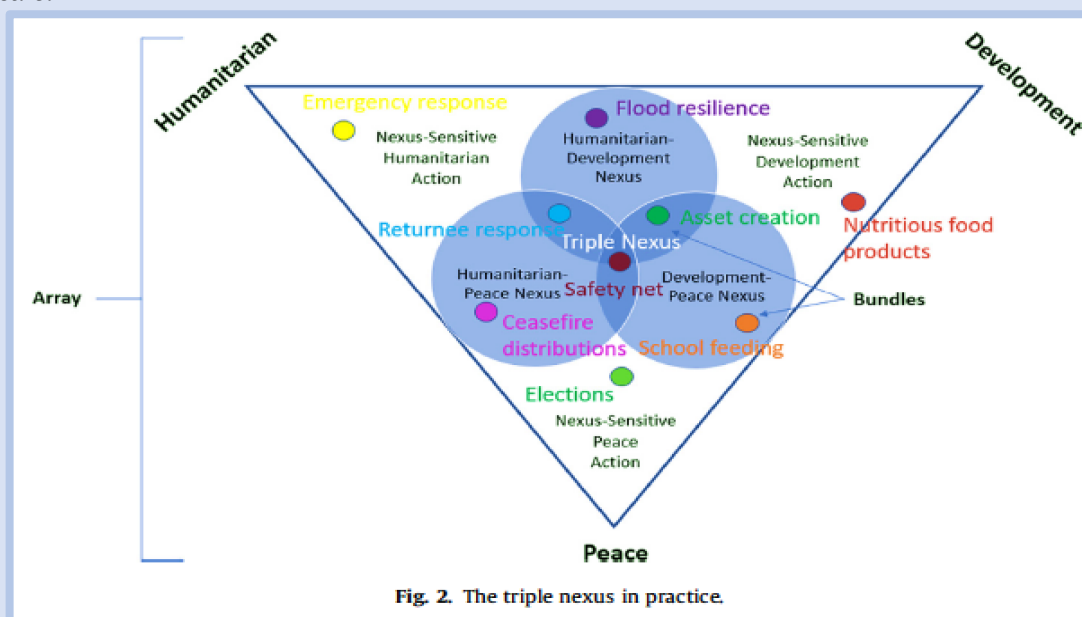 Humanitarian
Development
Emergency response
Flood resilience
Nexus-Sensitive
Humanitarian
Action
Humanitarian-
Development
Nexus
Nexus-Sensitive
Development
Action
Returnee response
Asset creation
Nutritious food
products
Triple Nexus
Humanitarian-
Peace Nexus
Safety net
Development-
Peace Nexus
Array
Bundles
Ceasefire
distributions
School feeding
Elections
Nexus-Sensitive
Peace
Action
Peace
Fig. 2. The triple nexus in practice.